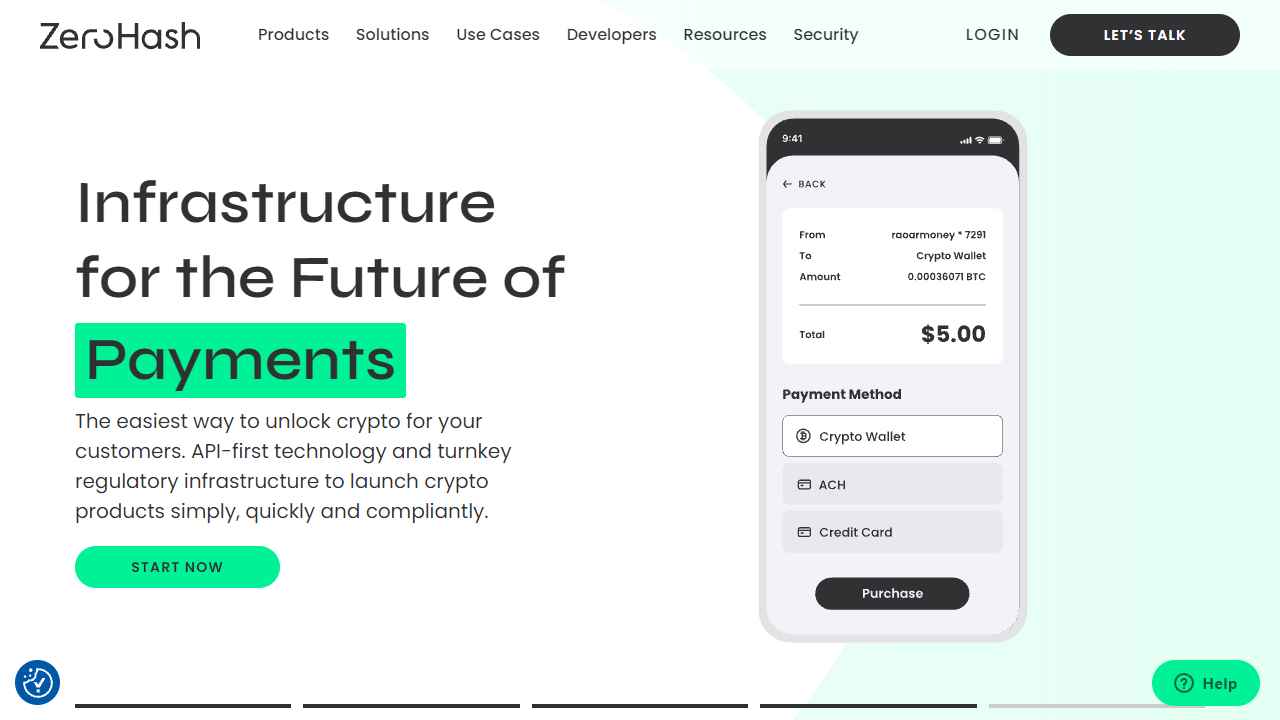 ZeroHash
Products Solutions Use Cases Developers Resources Security
LOGIN
LET'S TALK
Infrastructure
for the Future of
Payments
The easiest way to unlock crypto for your
customers. API-first technology and turnkey
regulatory infrastructure to launch crypto
products simply, quickly and compliantly.
START NOW
9:41
BACK
From raoarmoney * 7291
To Crypto Wallet
Amount 0.00036071 BTC
Total $5.00
Payment Method
Crypto Wallet
ACH
Credit Card
Purchase
Help